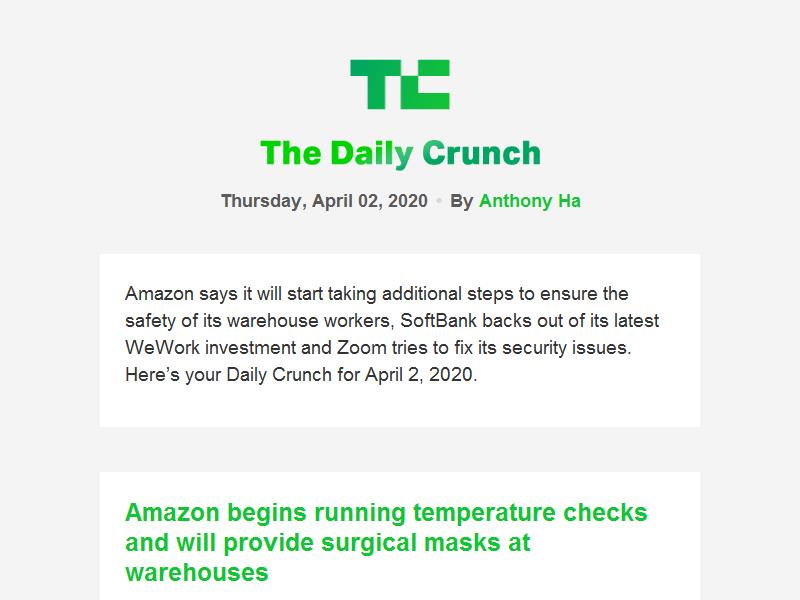 TC
The Daily Crunch
Thursday, April 02, 2020 • By Anthony Ha
Amazon says it will start taking additional steps to ensure the
safety of its warehouse workers, SoftBank backs out of its latest
WeWork investment and Zoom tries to fix its security issues.
Here’s your Daily Crunch for April 2, 2020.
Amazon begins running temperature checks
and will provide surgical masks at
warehouses